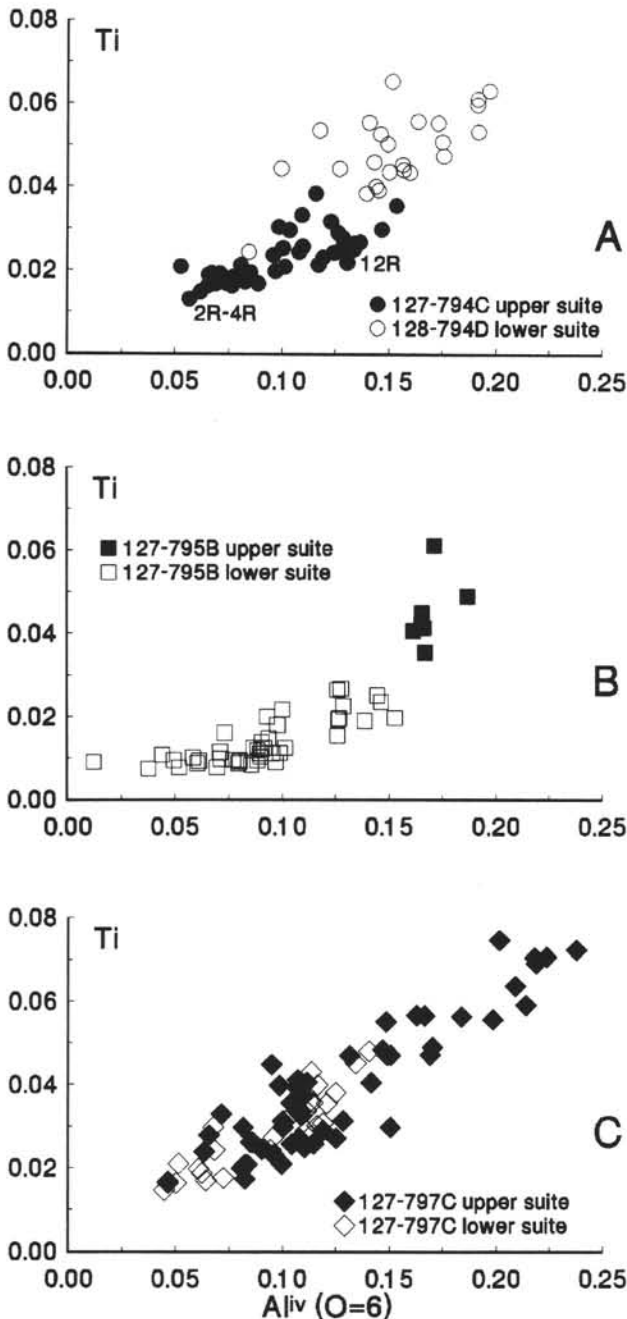 0.08
Ti
0.06
0.04
A
12R
0.02
2R-4R
127-794C upper suite
128-794D lower suite
0.00
0.00 0.05 0.10 0.15 0.20 0.25
0.08
Ti
127-795B upper suite
127-795B lower suite
0.06
0.04
B
0.02
0.00
0.00 0.05 0.10 0.15 0.20 0.25
0.08
Ti
0.06
0.04
C
0.02
127-797C upper suite
127-797C lower suite
0.00
0.00 0.05 0.10 0.15 0.20 0.25
Al^iv (O=6)